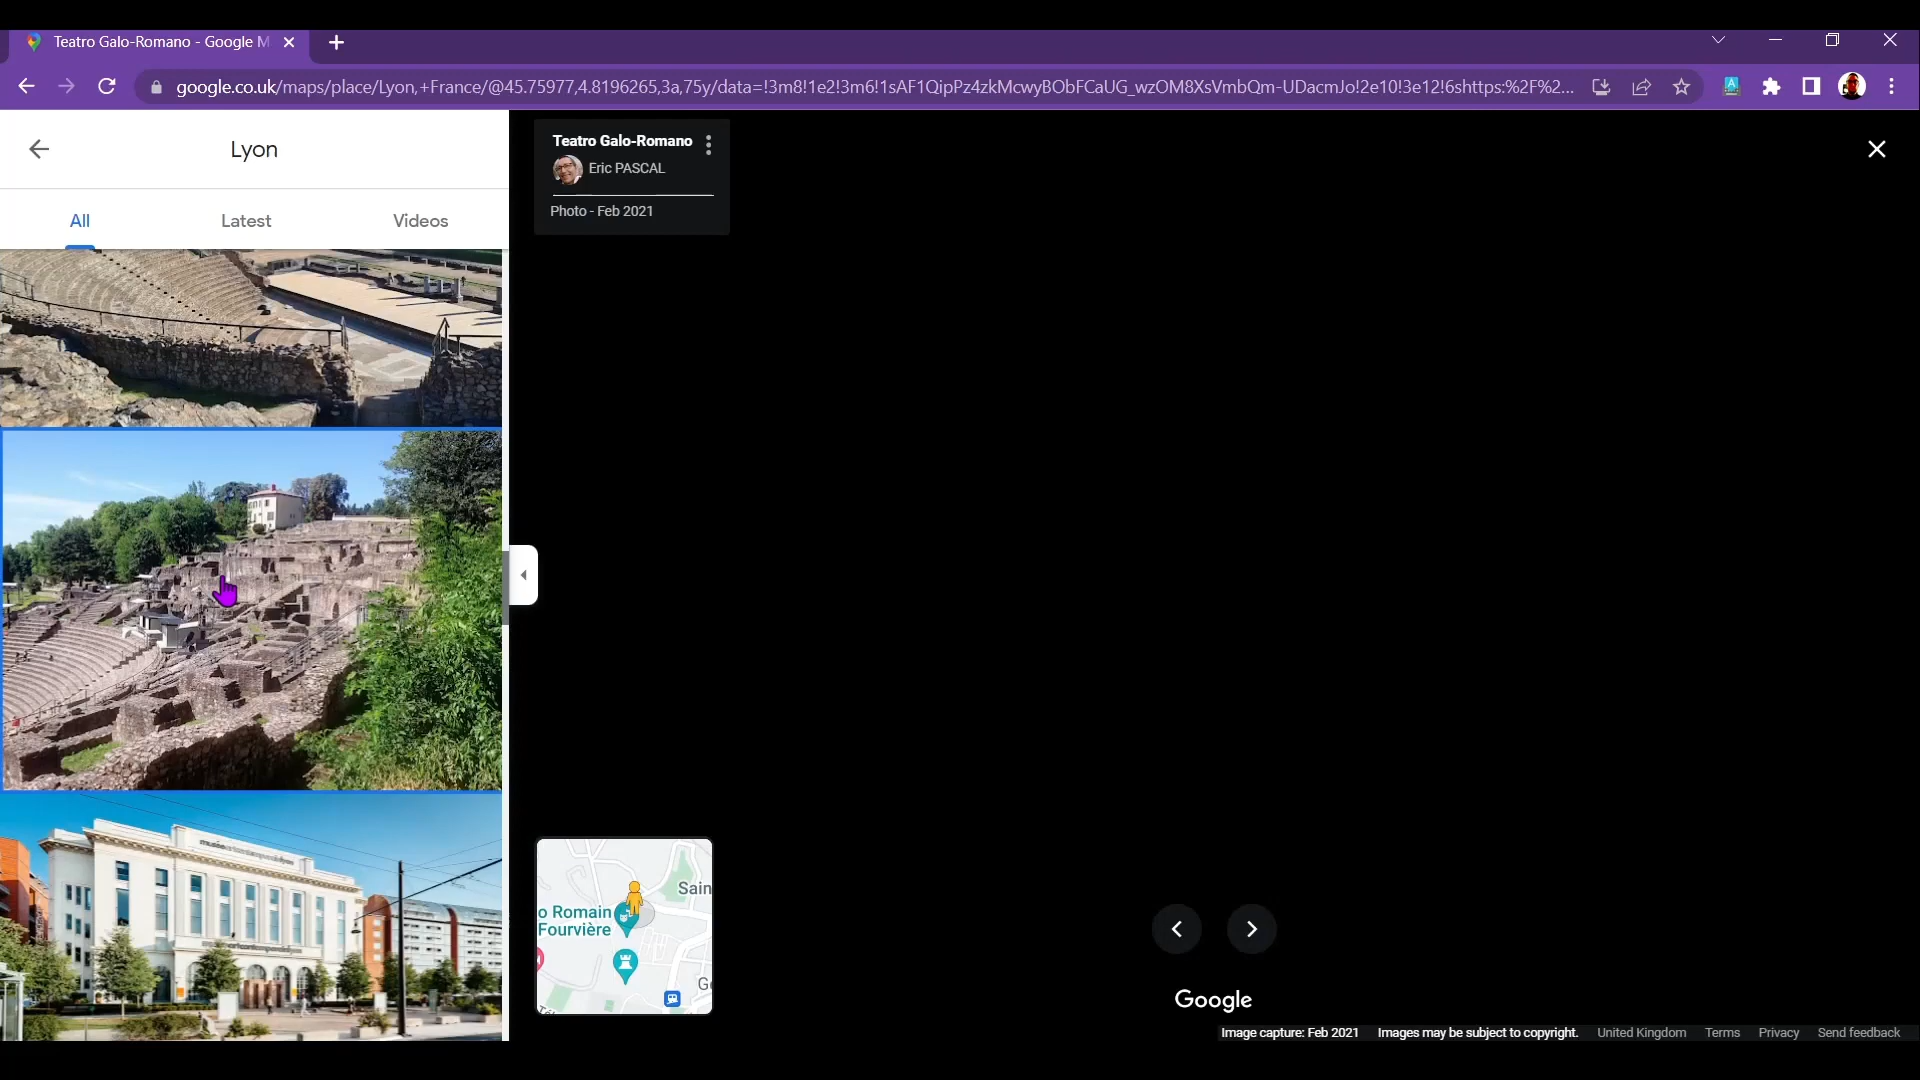 Teatro Galo-Romano - Google M
google.co.uk/maps/place/Lyon,+France/@45.75977,4.8196265,3a,75y/data=!3m8!1e2!3m6!1sAF1QipPz4zkMcwyBObFCaUG_wzOM8XsVmbQm-UDacmJo!2e10!3e12!6shttps:%2F%2...
Lyon
All
Latest
Videos
Teatro Galo-Romano
Eric PASCAL
Photo - Feb 2021
Sain
o Romain
Fourvière
Google
Image capture: Feb 2021 Images may be subject to copyright. United Kingdom Terms Privacy Send feedback